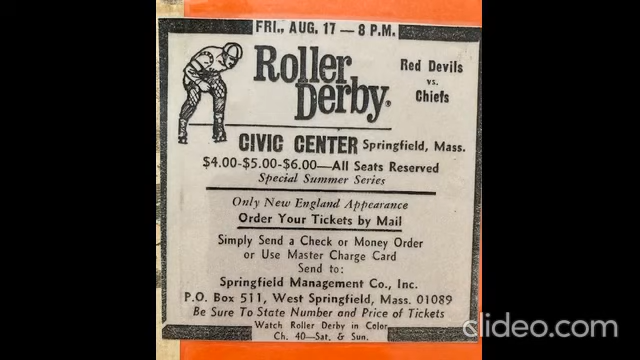 FRI., AUG. 17 — 8 P.M.
Roller
Derby®
Red Devils
vs.
Chiefs
CIVIC CENTER Springfield, Mass.
$4.00-$5.00-$6.00—All Seats Reserved
Special Summer Series
Only New England Appearance
Order Your Tickets by Mail
Simply Send a Check or Money Order
or Use Master Charge Card
Send to:
Springfield Management Co., Inc.
P.O. Box 511, West Springfield, Mass. 01089
Be Sure To State Number and Price of Tickets
Watch Roller Derby in Color
Ch. 40—Sat. & Sun.
clideo.com